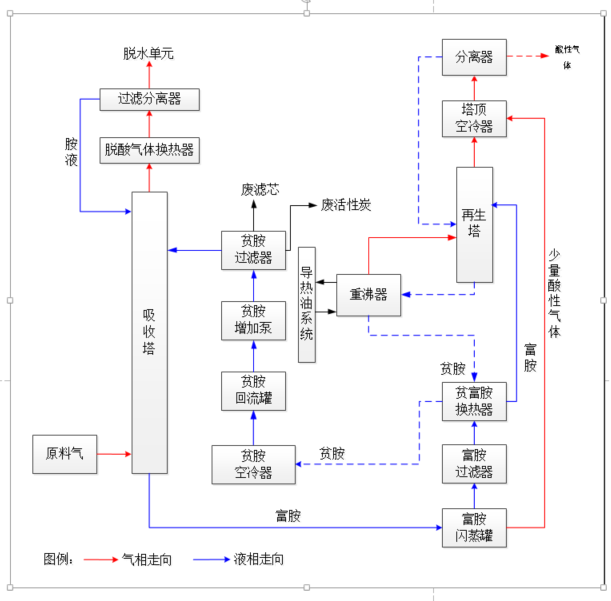 脱水单元
分离器
酸性气
体
过滤分离器
塔顶
空冷器
胺
液
脱酸气体换热器
废滤芯
废活性炭
再生
塔
贫胺
过滤器
导
热
油
系
统
重沸器
少
量
酸
性
气
体
吸
收
塔
贫胺
增加泵
富
胺
贫胺
贫胺
回流罐
贫富胺
换热器
原料气
贫胺
空冷器
贫胺
富胺
过滤器
富胺
富胺
闪蒸罐
图例：
气相走向
液相走向